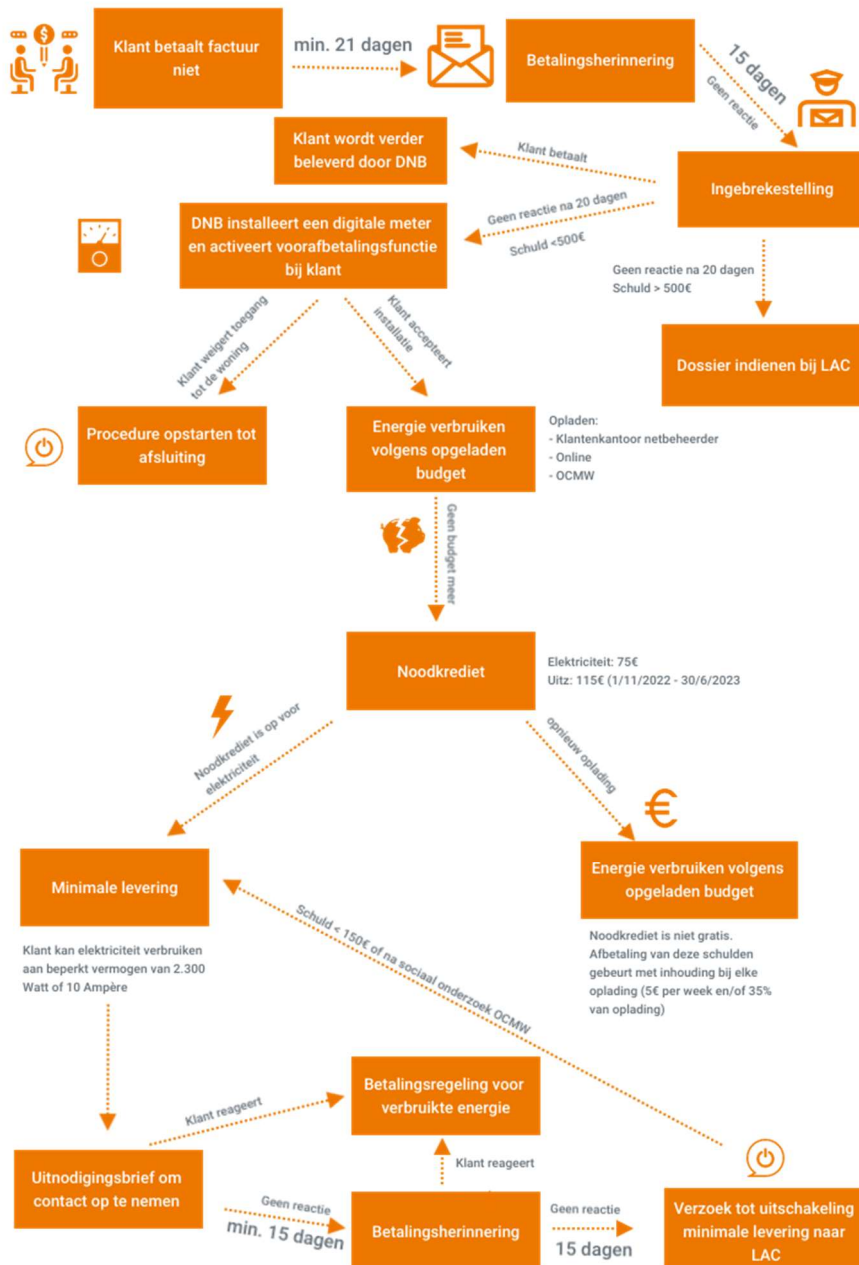 Klant betaalt factuur
niet
min. 21 dagen
Betalingsherinnering
15 dagen
Geen reactie
Klant wordt verder
beleverd door DNB
Klant betaalt
Ingebrekestelling
DNB installeert een digitale meter
en activeert voorafbetalingsfunctie
bij klant
Geen reactie na 20 dagen
Schuld <500€
Geen reactie na 20 dagen
Schuld > 500€
Klant weigert toegang
tot de woning
Klant accepteert
installatie
Dossier indienen bij LAC
Procedure opstarten tot
afsluiting
Energie verbruiken
volgens opgeladen
budget
Opladen:
- Klantenkantoor netbeheerder
- Online
- OCMW
Geen budget meer
Noodkrediet
Elektriciteit: 75€
Uitz: 115€ (1/11/2022 - 30/6/2023
Noodkrediet is op voor
elektriciteit
opnieuw oplading
€
Minimale levering
Energie verbruiken volgens
opgeladen budget
Klant kan elektriciteit verbruiken
aan beperkt vermogen van 2.300
Watt of 10 Ampère
Schuld < 150€ of na sociaal onderzoek OCMW
Noodkrediet is niet gratis.
Afbetaling van deze schulden
gebeurt met inhouding bij elke
oplading (5€ per week en/of 35%
van oplading)
Betalingsregeling voor
verbruikte energie
Klant reageert
Uitnodigingsbrief om
contact op te nemen
Klant reageert
Geen reactie
min. 15 dagen
Betalingsherinnering
Geen reactie
15 dagen
Verzoek tot uitschakeling
minimale levering naar
LAC